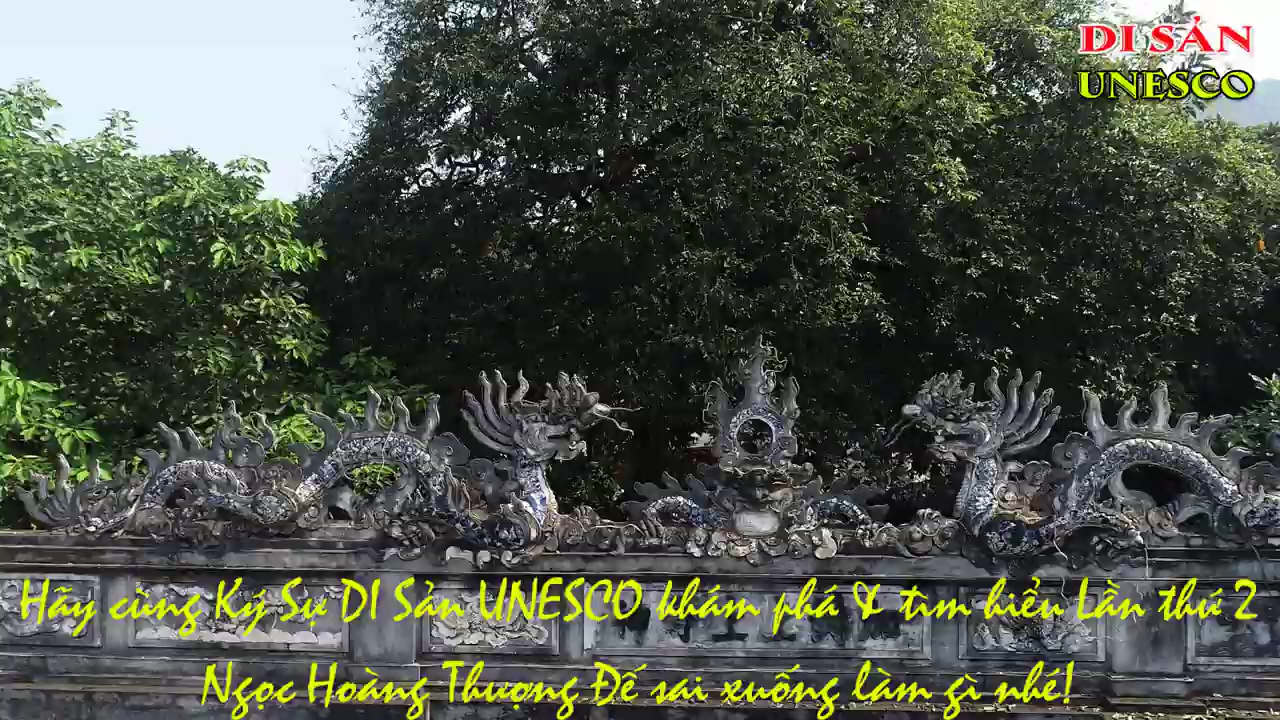 DI SẢN
UNESCO
Hãy cùng Ký Sự DI Sản UNESCO khám phá & tìm hiểu Lần thứ 2
Ngọc Hoàng Thượng Đế sai xuống làm gì nhé!